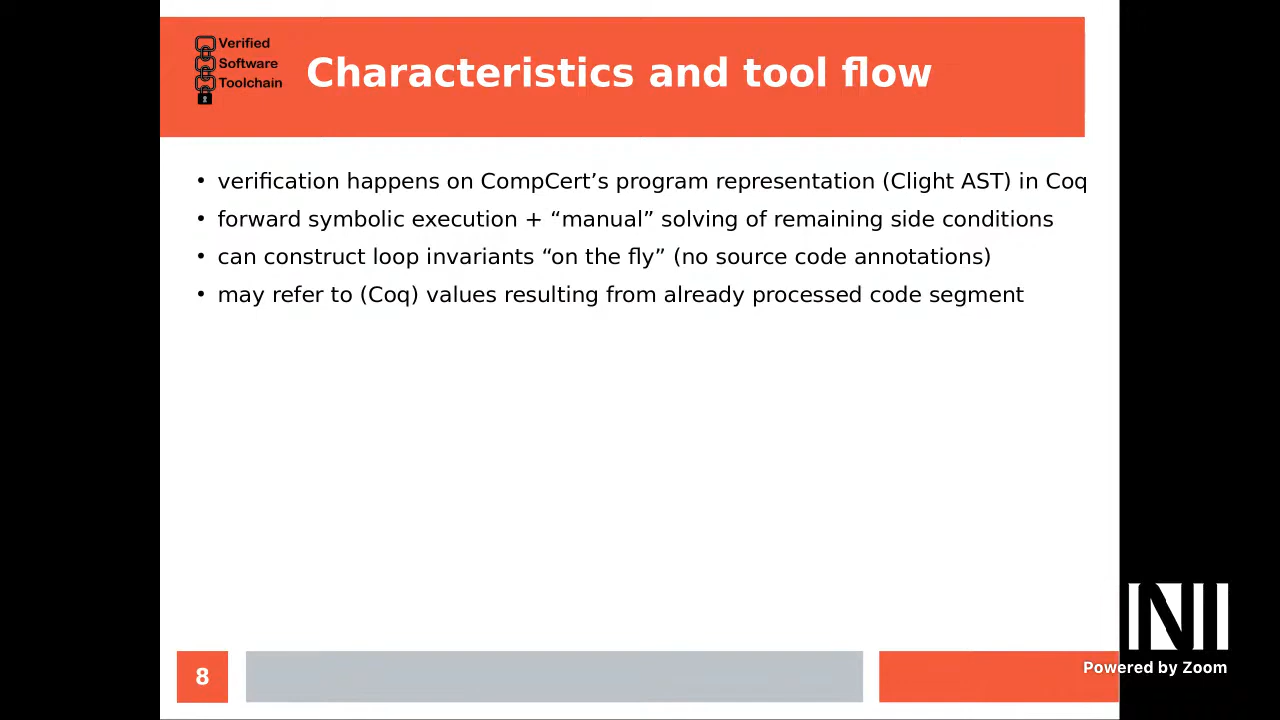 Verified
Software
Toolchain
Characteristics and tool flow
• verification happens on CompCert’s program representation (Clight AST) in Coq
• forward symbolic execution + “manual” solving of remaining side conditions
• can construct loop invariants “on the fly” (no source code annotations)
• may refer to (Coq) values resulting from already processed code segment
8
NII
Powered by Zoom